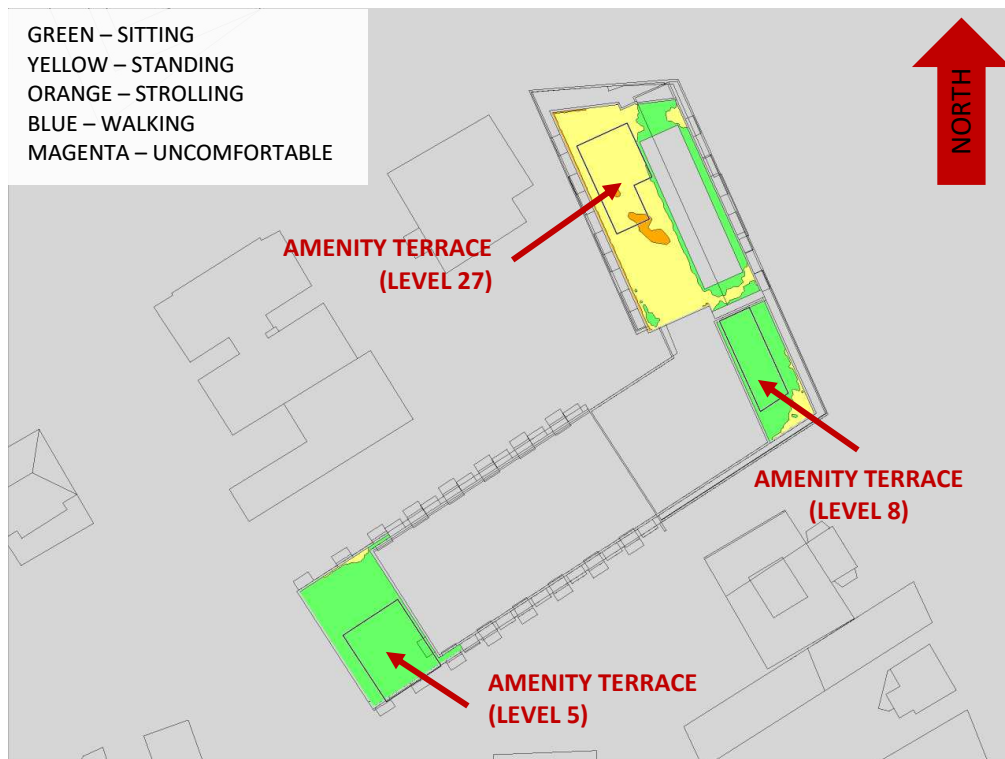 GREEN – SITTING
YELLOW – STANDING
ORANGE – STROLLING
BLUE – WALKING
MAGENTA – UNCOMFORTABLE
NORTH
AMENITY TERRACE
(LEVEL 27)
AMENITY TERRACE
(LEVEL 8)
AMENITY TERRACE
(LEVEL 5)